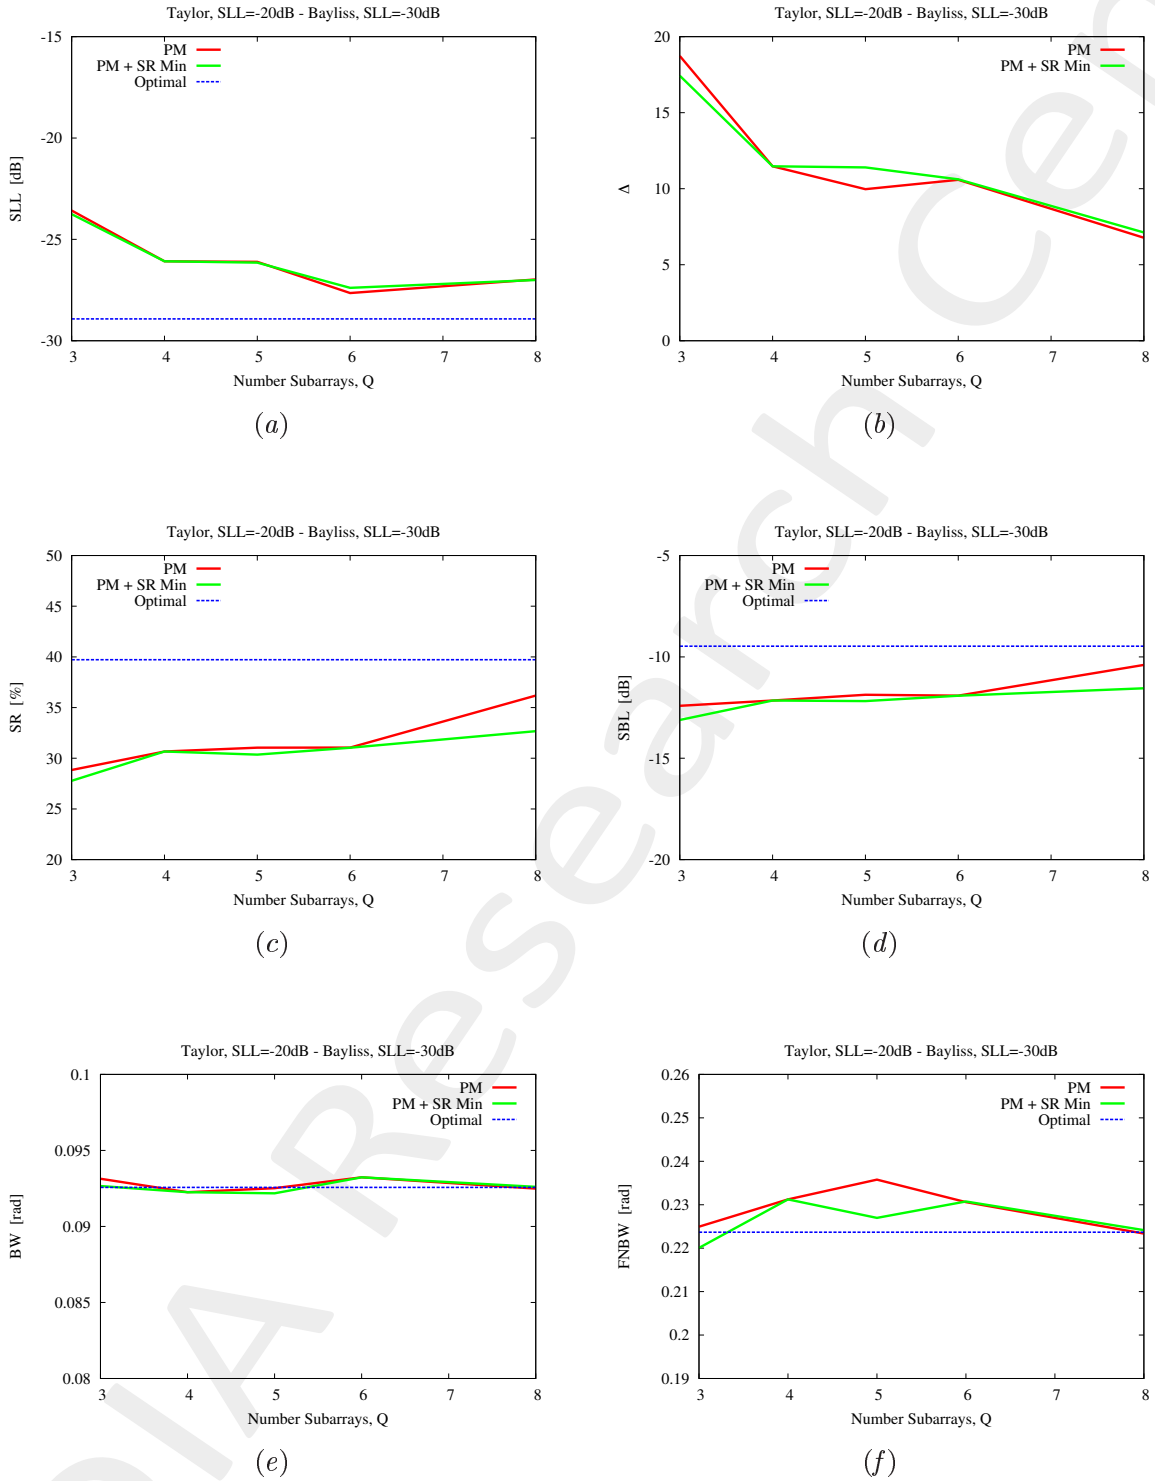 Taylor, SLL=-20dB - Bayliss, SLL=-30dB
-15
-20
-25
-30
SLL [dB]
PM
PM + SR Min
Optimal
3 4 5 6 7 8
Number Subarrays, Q
(a)
Taylor, SLL=-20dB - Bayliss, SLL=-30dB
20
15
10
5
0
Δ
PM
PM + SR Min
3 4 5 6 7 8
Number Subarrays, Q
(b)
Taylor, SLL=-20dB - Bayliss, SLL=-30dB
50
45
40
35
30
25
20
SR [%]
PM
PM + SR Min
Optimal
3 4 5 6 7 8
Number Subarrays, Q
(c)
Taylor, SLL=-20dB - Bayliss, SLL=-30dB
-5
-10
-15
-20
SBL [dB]
PM
PM + SR Min
Optimal
3 4 5 6 7 8
Number Subarrays, Q
(d)
Taylor, SLL=-20dB - Bayliss, SLL=-30dB
0.1
0.095
0.09
0.085
0.08
BW [rad]
PM
PM + SR Min
Optimal
3 4 5 6 7 8
Number Subarrays, Q
(e)
Taylor, SLL=-20dB - Bayliss, SLL=-30dB
0.26
0.25
0.24
0.23
0.22
0.21
0.2
0.19
FNBW [rad]
PM
PM + SR Min
Optimal
3 4 5 6 7 8
Number Subarrays, Q
(f)
DIA Research Cen